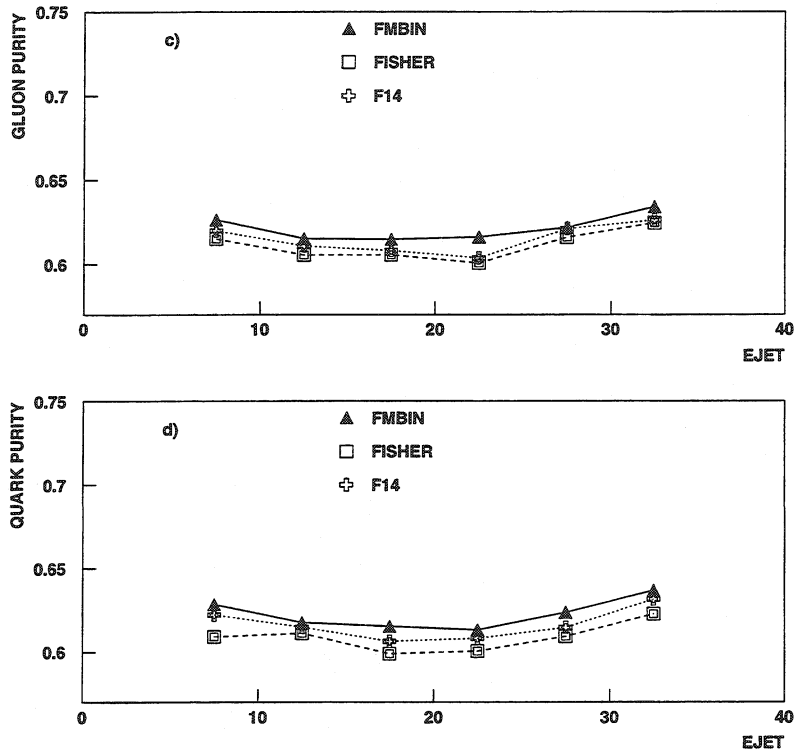 GLUON PURITY
0.75
0.7
0.65
0.6
c)
FMBIN
FISHER
F14
0
10
20
30
40
EJET
QUARK PURITY
0.75
0.7
0.65
0.6
d)
FMBIN
FISHER
F14
0
10
20
30
40
EJET